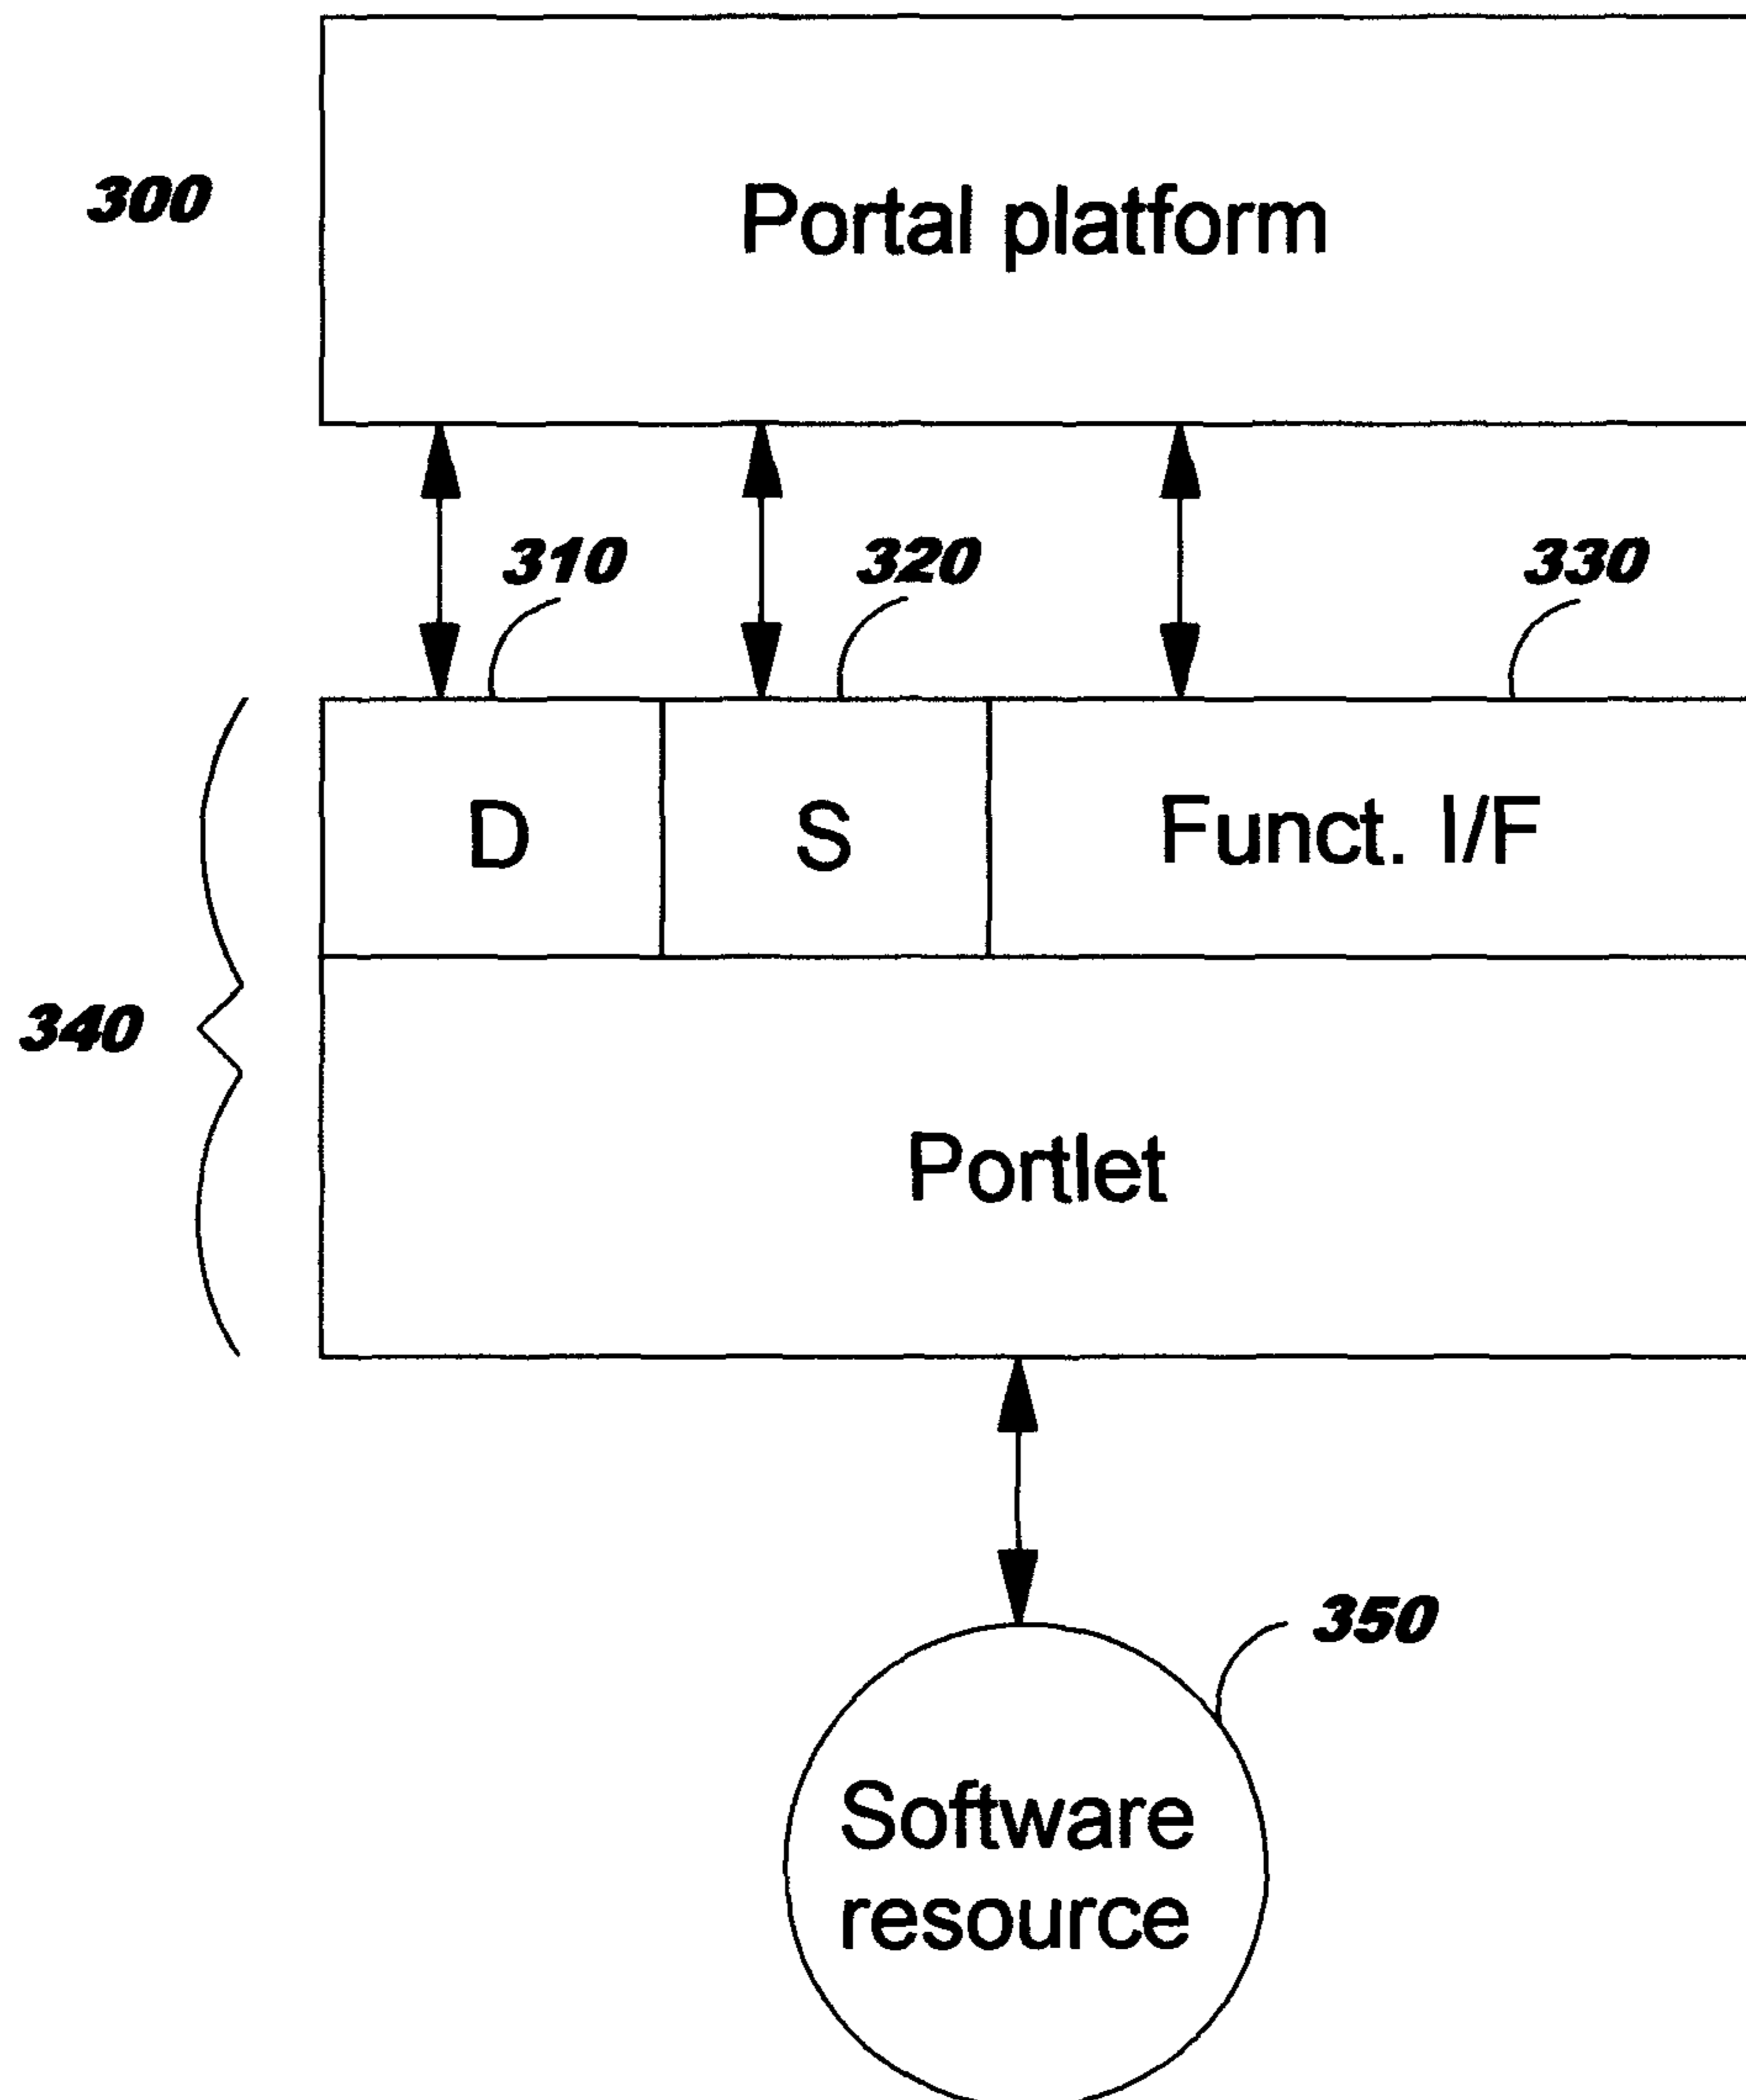 300
Portal platform
310
320
330
D
S
Funct. I/F
340
Portlet
350
Software
resource